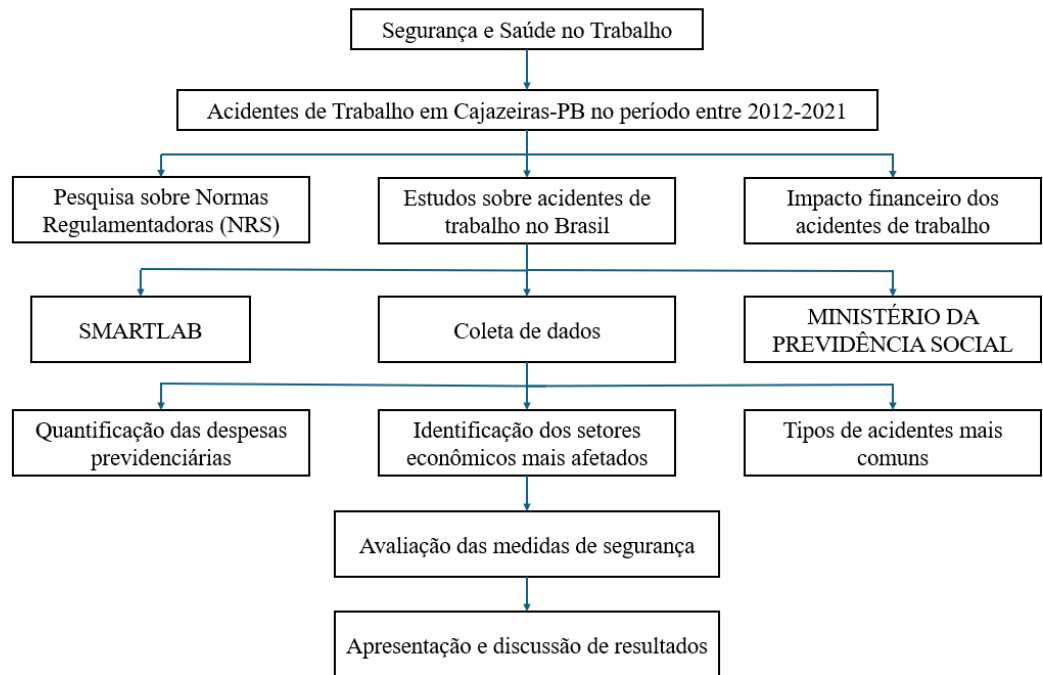 Segurança e Saúde no Trabalho
Acidentes de Trabalho em Cajazeiras-PB no período entre 2012-2021
Pesquisa sobre Normas
Regulamentadoras (NRS)
Estudos sobre acidentes de
trabalho no Brasil
Impacto financeiro dos
acidentes de trabalho
SMARTLAB
Coleta de dados
MINISTÉRIO DA
PREVIDÊNCIA SOCIAL
Quantificação das despesas
previdenciárias
Identificação dos setores
econômicos mais afetados
Tipos de acidentes mais
comuns
Avaliação das medidas de segurança
Apresentação e discussão de resultados